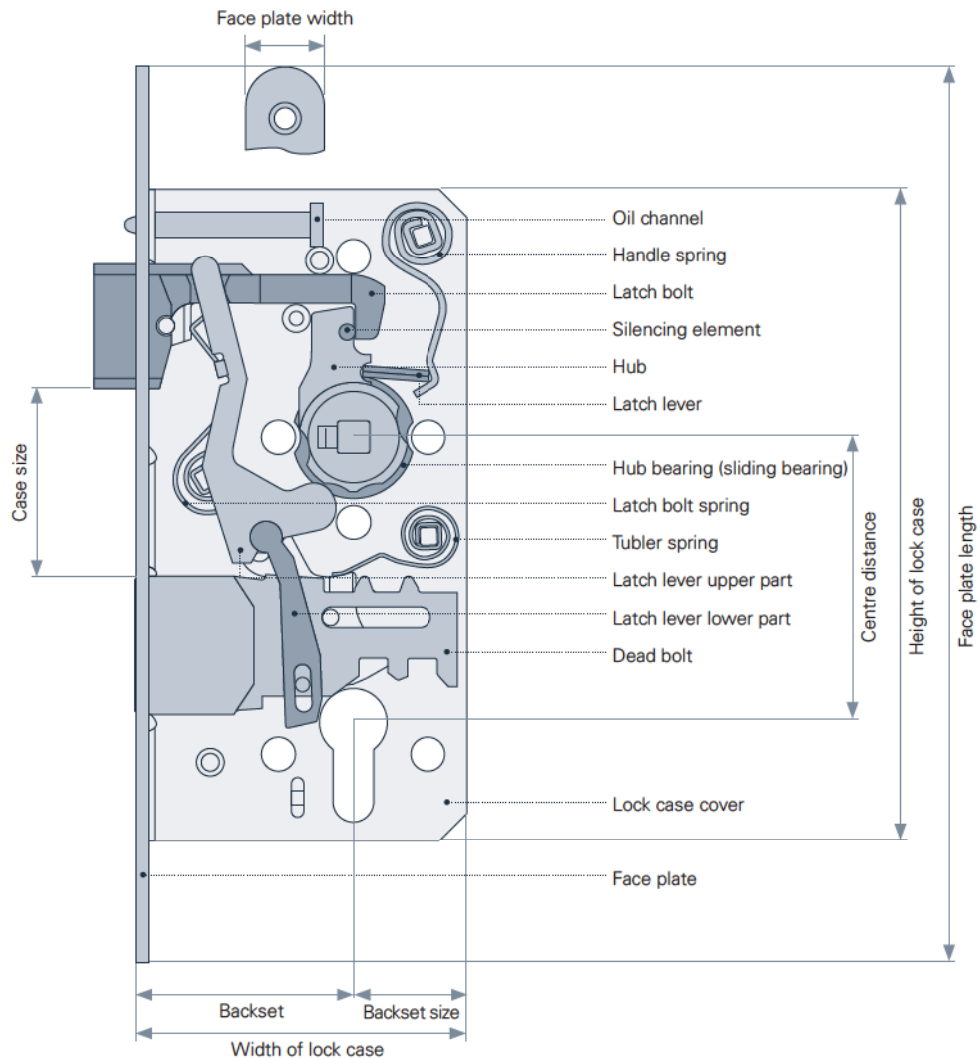 Face plate width
Oil channel
Handle spring
Latch bolt
Silencing element
Hub
Latch lever
Hub bearing (sliding bearing)
Latch bolt spring
Tubler spring
Latch lever upper part
Latch lever lower part
Dead bolt
Lock case cover
Face plate
Case size
Centre distance
Height of lock case
Face plate length
Backset
Backset size
Width of lock case